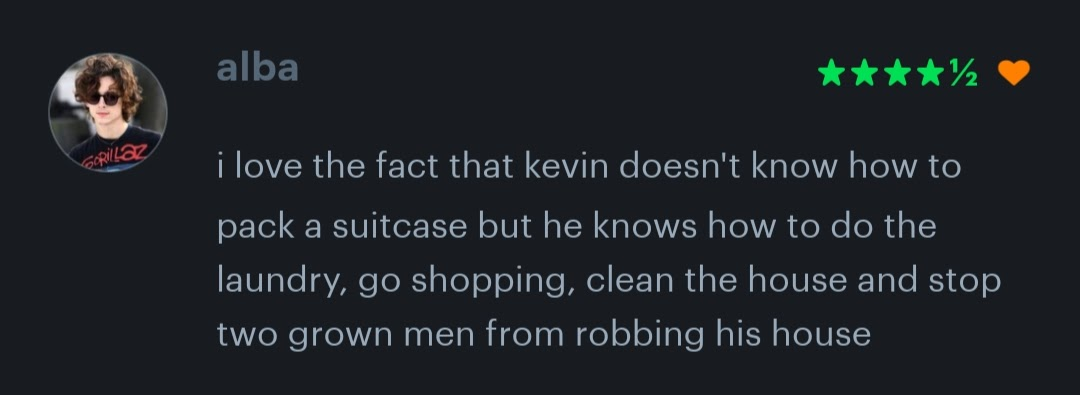 alba
★★★★½
GORILLAZ
i love the fact that kevin doesn't know how to
pack a suitcase but he knows how to do the
laundry, go shopping, clean the house and stop
two grown men from robbing his house